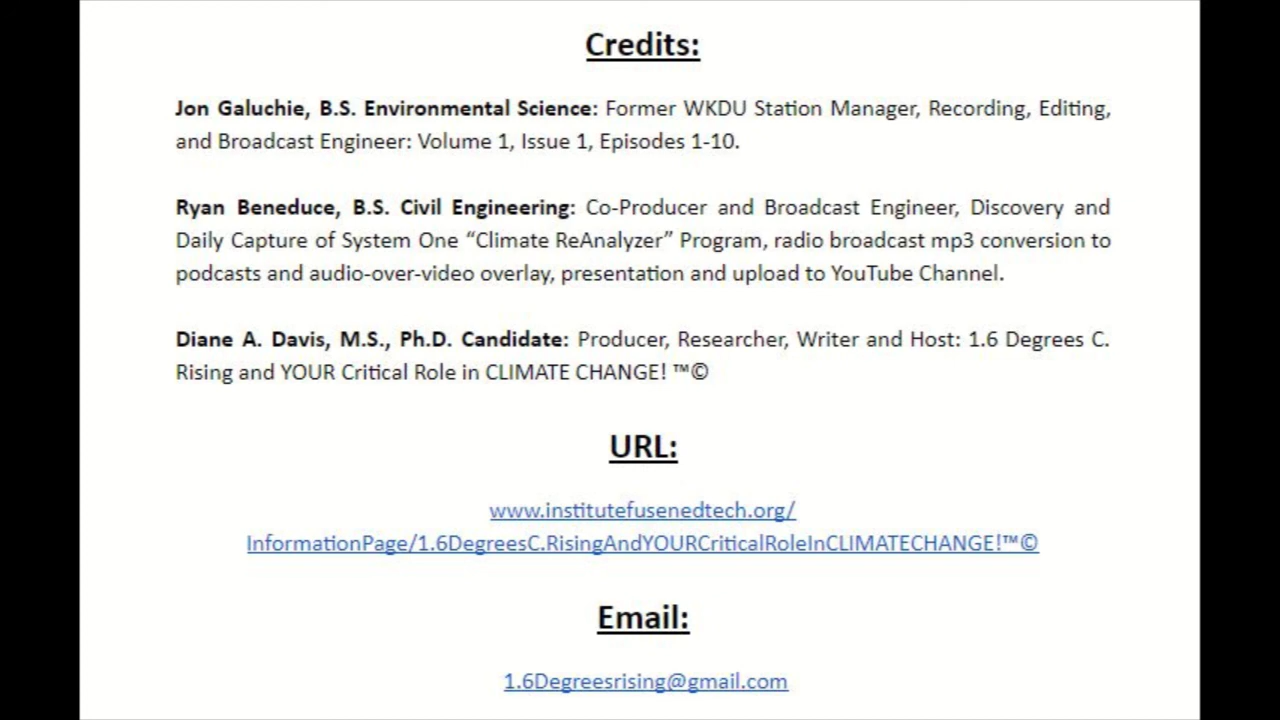 Credits:
Jon Galuchie, B.S. Environmental Science: Former WKDU Station Manager, Recording, Editing,
and Broadcast Engineer: Volume 1, Issue 1, Episodes 1-10.
Ryan Beneduce, B.S. Civil Engineering: Co-Producer and Broadcast Engineer, Discovery and
Daily Capture of System One “Climate ReAnalyzer” Program, radio broadcast mp3 conversion to
podcasts and audio-over-video overlay, presentation and upload to YouTube Channel.
Diane A. Davis, M.S., Ph.D. Candidate: Producer, Researcher, Writer and Host: 1.6 Degrees C.
Rising and YOUR Critical Role in CLIMATE CHANGE! ™©
URL:
www.institutefusenedtech.org/
InformationPage/1.6DegreesC.RisingAndYOURCriticalRoleInCLIMATECHANGE!™©
Email:
1.6Degreesrising@gmail.com